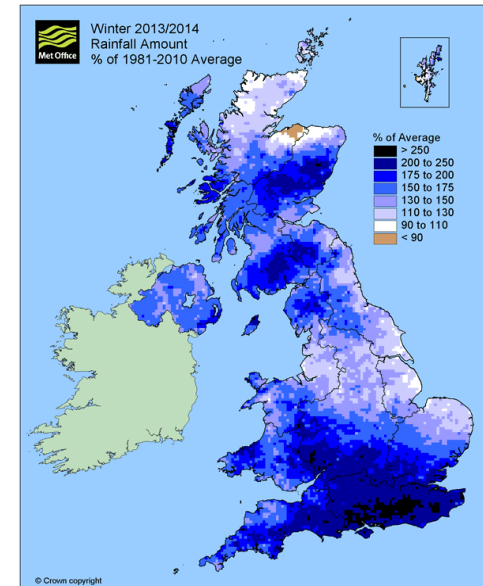 Met Office
Winter 2013/2014
Rainfall Amount
% of 1981-2010 Average
% of Average
> 250
200 to 250
175 to 200
150 to 175
130 to 150
110 to 130
90 to 110
< 90
© Crown copyright